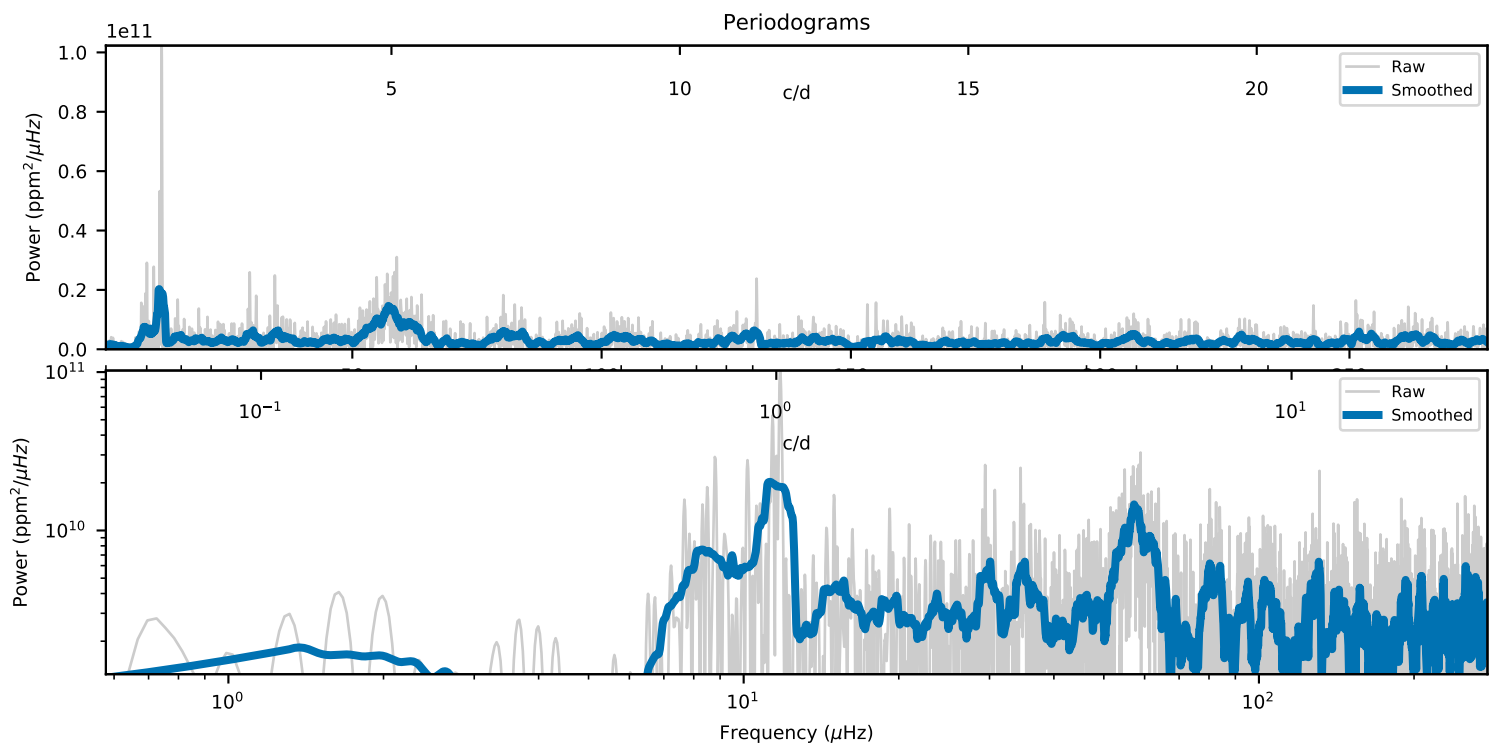 Periodograms
1e11
1.0
0.8
0.6
0.4
0.2
0.0
Power (ppm²/μHz)
5 10 15 20
c/d
Raw
Smoothed
10¹¹
10¹⁰
Power (ppm²/μHz)
10⁻¹ 10⁰ 10¹
c/d
Raw
Smoothed
10⁰ 10¹ 10²
Frequency (μHz)